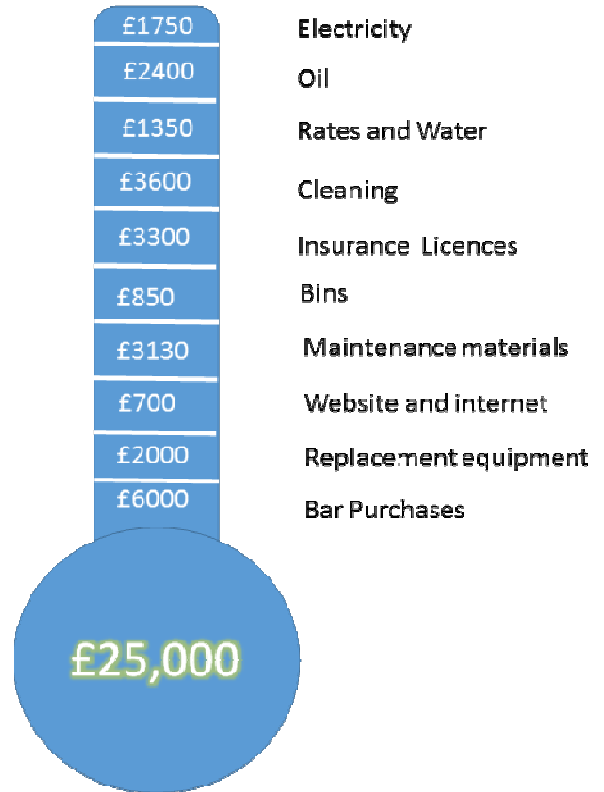 £1750 Electricity
£2400 Oil
£1350 Rates and Water
£3600 Cleaning
£3300 Insurance Licences
£850 Bins
£3130 Maintenance materials
£700 Website and internet
£2000 Replacement equipment
£6000 Bar Purchases
£25,000